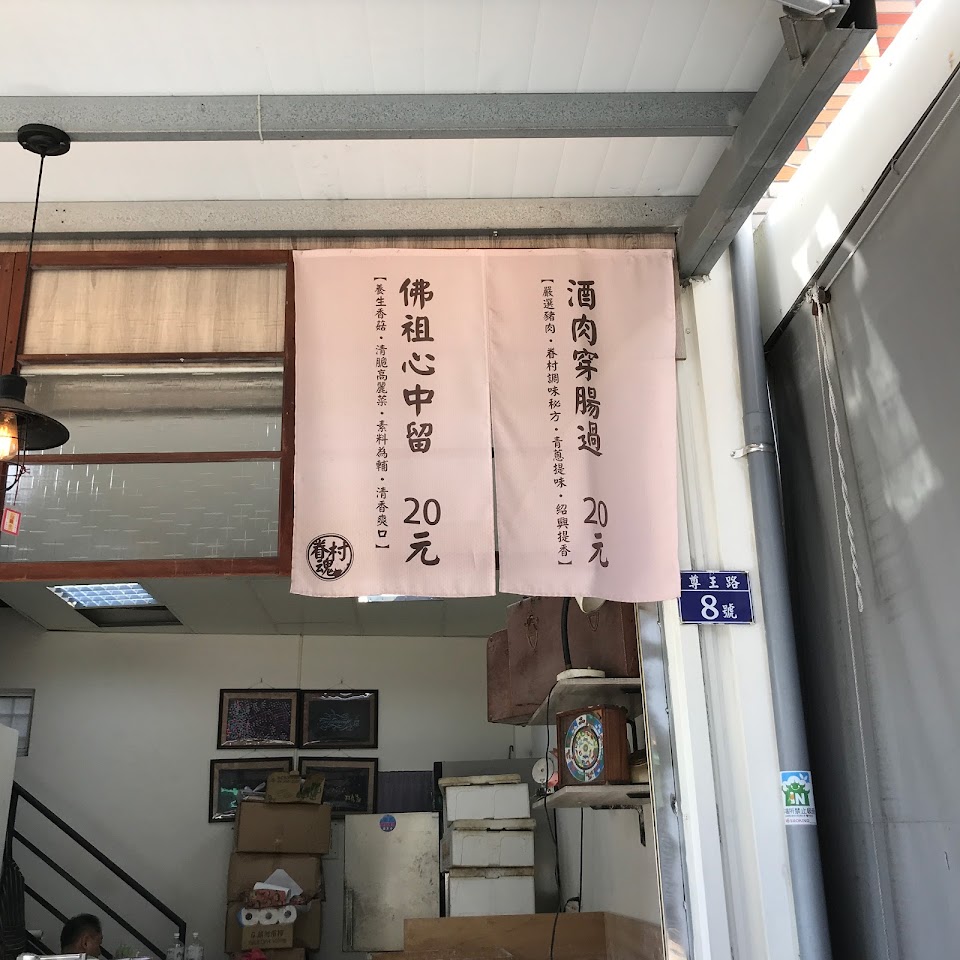 酒肉穿腸過 20元
【嚴選豬肉・眷村調味秘方・青蔥提味・紹興提香】
佛祖心中留 20元
【養生香菇・清脆高麗菜・素料為輔・清香爽口】
眷村魂
尊王路
8號